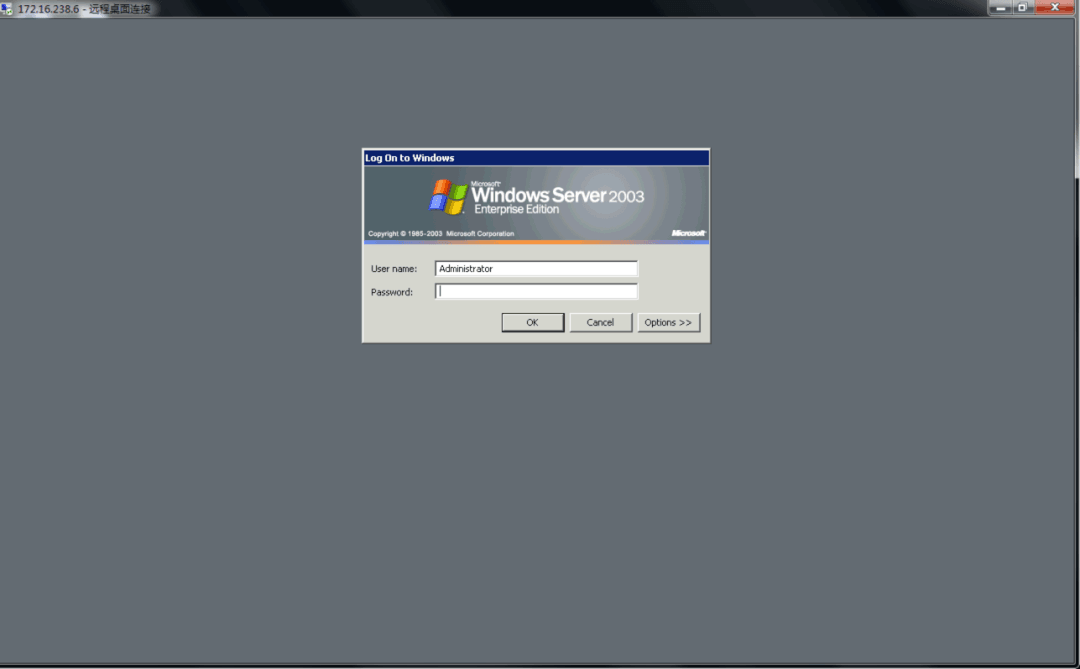 172.16.238.6 - 远程桌面连接
Log On to Windows
Microsoft
Windows Server 2003
Enterprise Edition
Copyright © 1985-2003 Microsoft Corporation
Microsoft
User name:
Administrator
Password:
OK
Cancel
Options >>